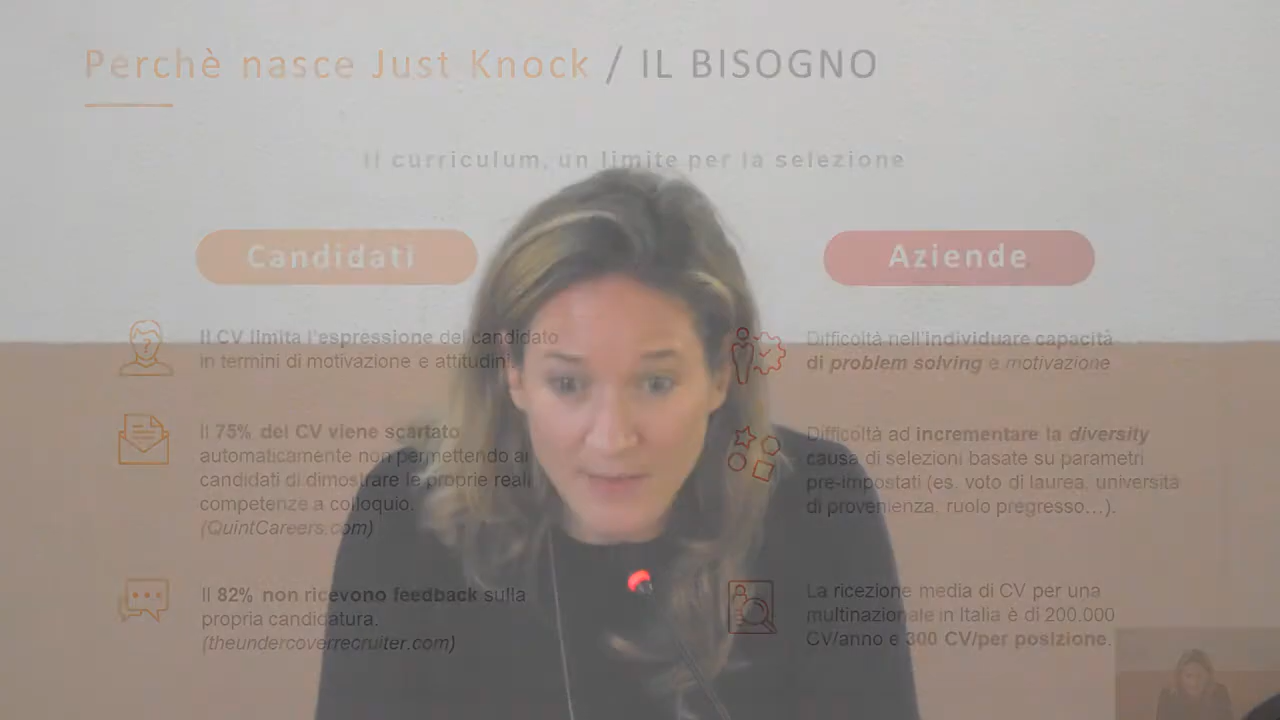 Perchè nasce Just Knock / IL BISOGNO
Il curriculum, un limite per la selezione
Candidati
Il CV limita l'espressione del candidato
in termini di motivazione e attitudini.
Il 75% dei CV viene scartato
automaticamente non permettendo ai
candidati di dimostrare le proprie reali
competenze a colloquio.
(QuintCareers.com)
Il 82% non ricevono feedback sulla
propria candidatura.
(theundercoverrecruiter.com)
Aziende
Difficoltà nell'individuare capacità
di problem solving e motivazione
Difficoltà ad incrementare la diversity
causa di selezioni basate su parametri
pre-impostati (es. voto di laurea, università
di provenienza, ruolo pregresso…).
La ricezione media di CV per una
multinazionale in Italia è di 200.000
CV/anno e 300 CV/per posizione.